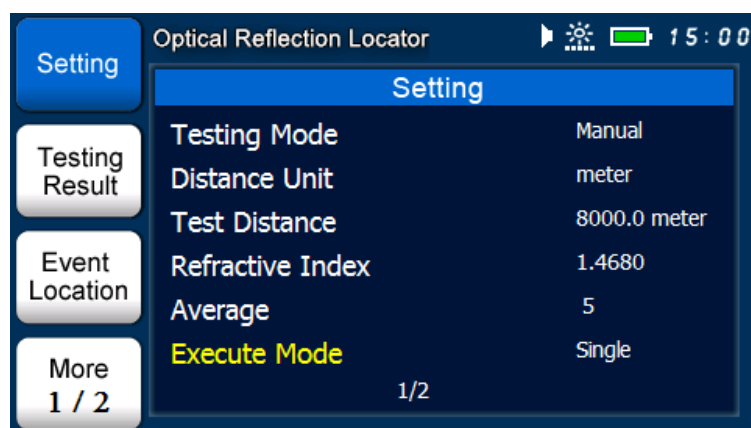 Optical Reflection Locator 15:00
Setting
Testing
Result
Event
Location
More
1 / 2
Setting
Testing Mode Manual
Distance Unit meter
Test Distance 8000.0 meter
Refractive Index 1.4680
Average 5
Execute Mode Single
1/2